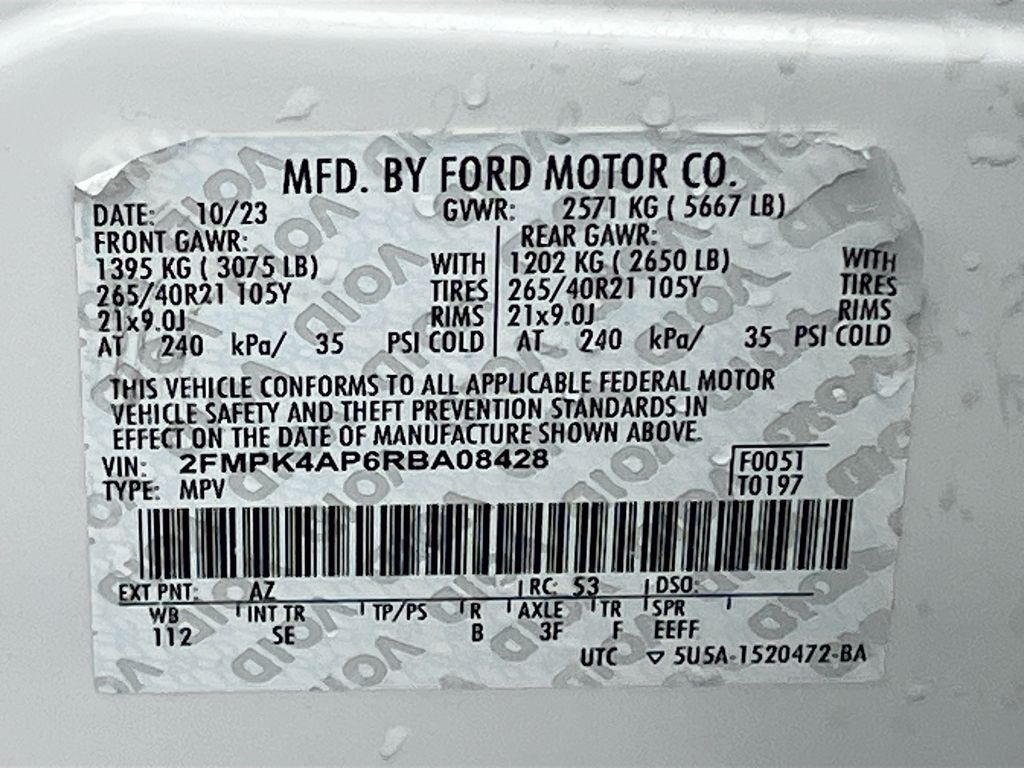 MFD. BY FORD MOTOR CO.
DATE: 10/23 GVWR: 2571 KG ( 5667 LB)
FRONT GAWR: REAR GAWR:
1395 KG ( 3075 LB) WITH 1202 KG ( 2650 LB) WITH
265/40R21 105Y TIRES 265/40R21 105Y TIRES
21x9.0J RIMS 21x9.0J RIMS
AT 240 kPa/ 35 PSI COLD AT 240 kPa/ 35 PSI COLD
THIS VEHICLE CONFORMS TO ALL APPLICABLE FEDERAL MOTOR
VEHICLE SAFETY AND THEFT PREVENTION STANDARDS IN
EFFECT ON THE DATE OF MANUFACTURE SHOWN ABOVE.
VIN: 2FMPK4AP6RBA08428 F0051
TYPE: MPV T0197
EXT PNT: AZ RC: 53 DSO:
WB INT TR TP/PS R AXLE TR SPR
112 SE B 3F F EEFF
UTC ▽ 5U5A-1520472-BA